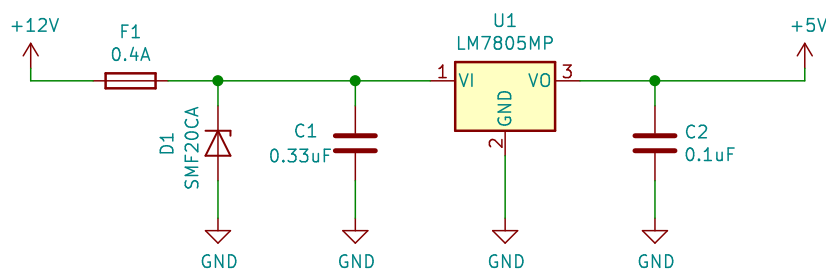 +12V
F1
0.4A
U1
LM7805MP
+5V
1
VI
VO
3
GND
2
D1
SMF20CA
C1
0.33uF
C2
0.1uF
GND
GND
GND
GND